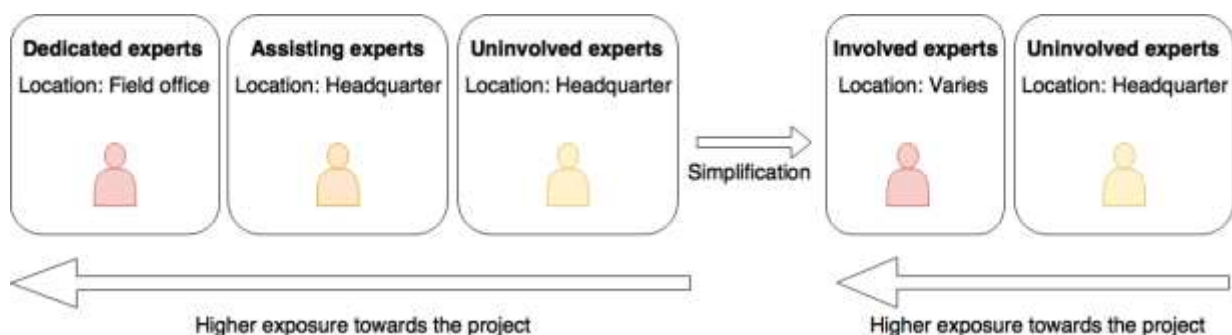 Dedicated experts
Location: Field office
Assisting experts
Location: Headquarter
Uninvolved experts
Location: Headquarter
Simplification
Involved experts
Location: Varies
Uninvolved experts
Location: Headquarter
Higher exposure towards the project
Higher exposure towards the project